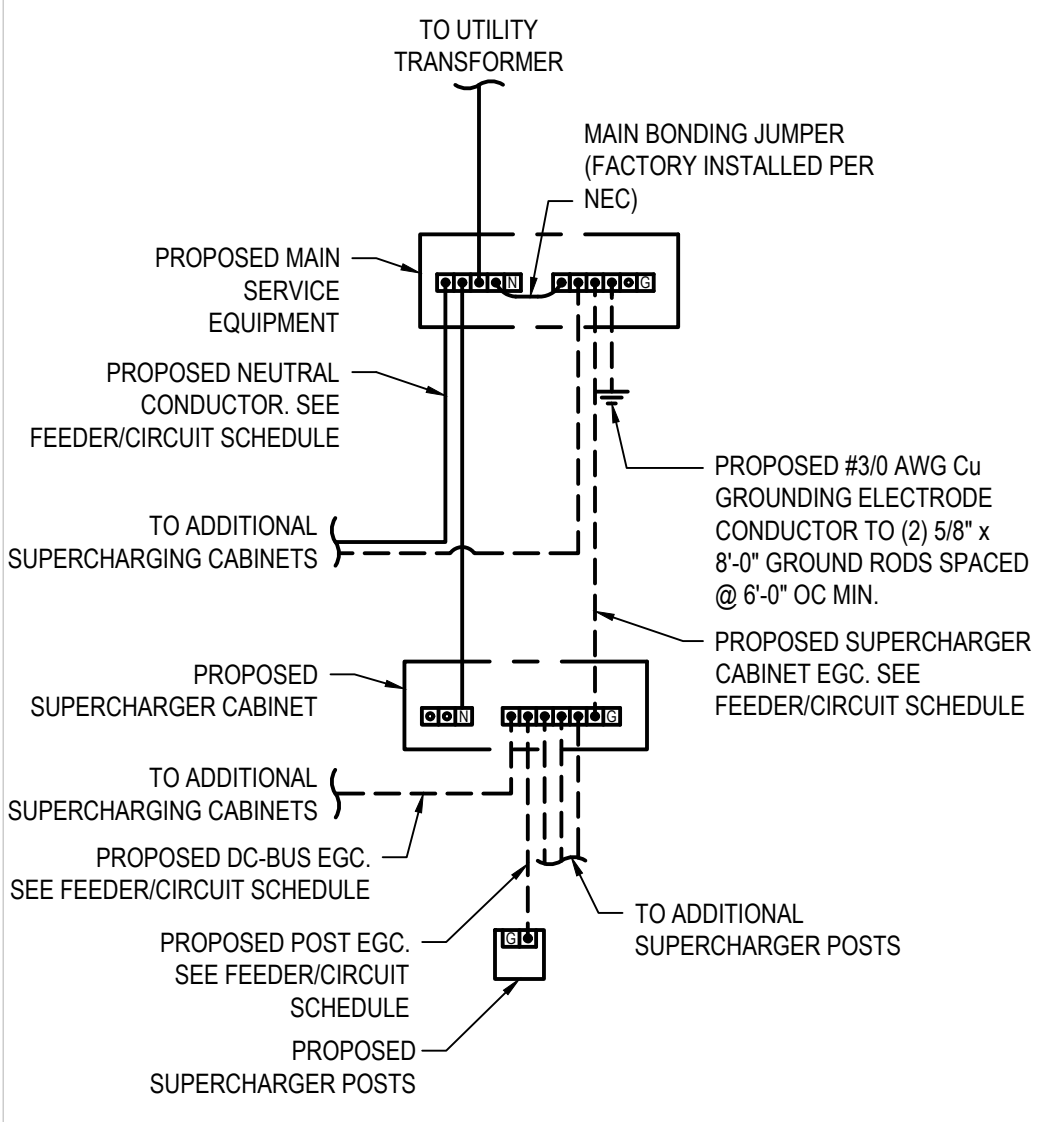 TO UTILITY
TRANSFORMER
MAIN BONDING JUMPER
(FACTORY INSTALLED PER
NEC)
PROPOSED MAIN
SERVICE
EQUIPMENT
N
G
PROPOSED NEUTRAL
CONDUCTOR. SEE
FEEDER/CIRCUIT SCHEDULE
PROPOSED #3/0 AWG Cu
GROUNDING ELECTRODE
CONDUCTOR TO (2) 5/8" x
8'-0" GROUND RODS SPACED
@ 6'-0" OC MIN.
TO ADDITIONAL
SUPERCHARGING CABINETS
PROPOSED SUPERCHARGER
CABINET EGC. SEE
FEEDER/CIRCUIT SCHEDULE
PROPOSED
SUPERCHARGER CABINET
N
G
TO ADDITIONAL
SUPERCHARGING CABINETS
PROPOSED DC-BUS EGC.
SEE FEEDER/CIRCUIT SCHEDULE
TO ADDITIONAL
SUPERCHARGER POSTS
PROPOSED POST EGC.
SEE FEEDER/CIRCUIT
SCHEDULE
G
PROPOSED
SUPERCHARGER POSTS